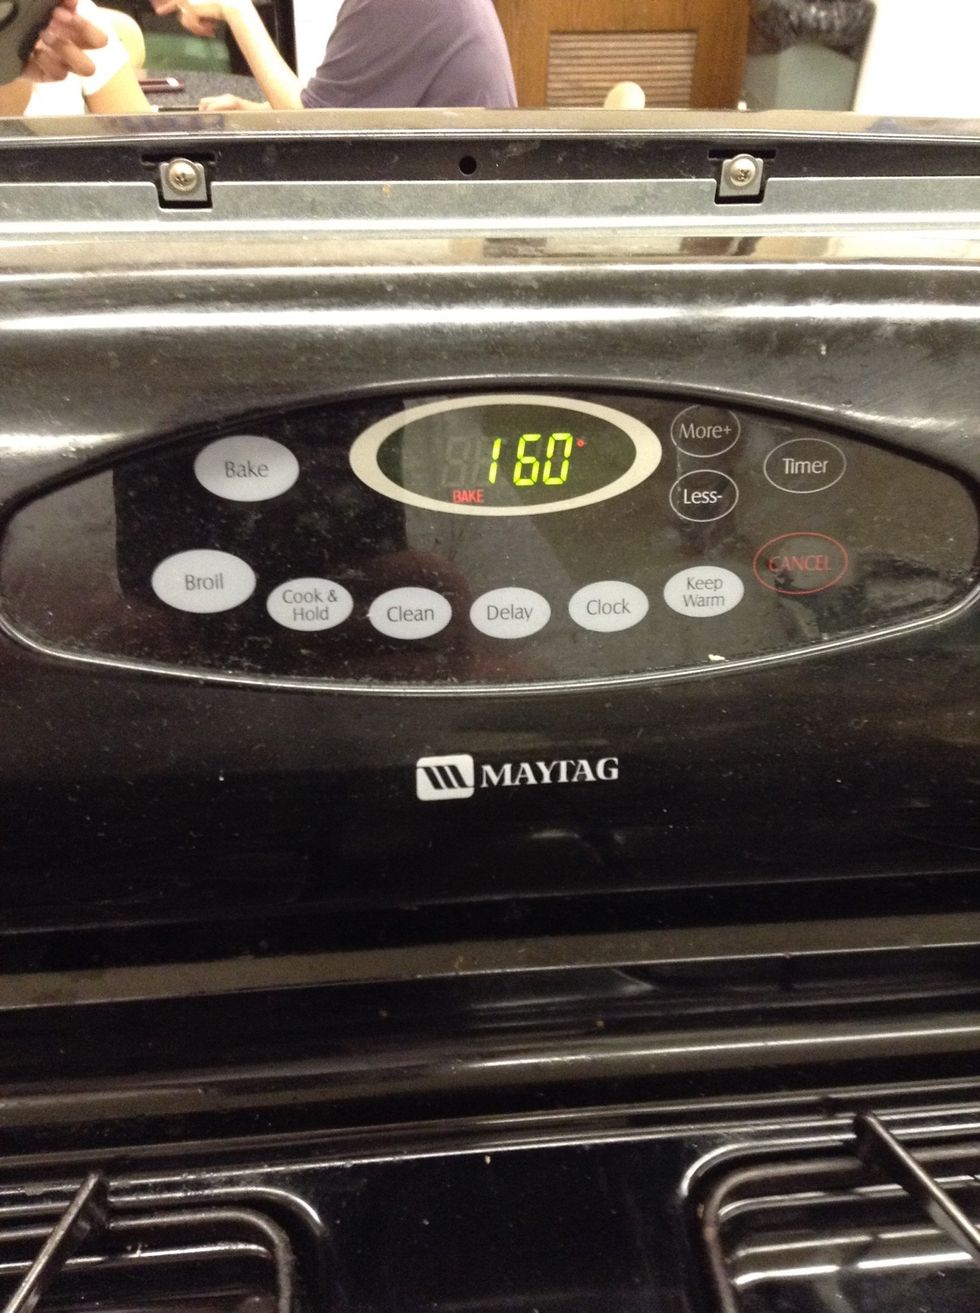 Bake
160°
BAKE
More+
Less-
Timer
Broil
Cook &
Hold
Clean
Delay
Clock
Keep
Warm
CANCEL
MAYTAG